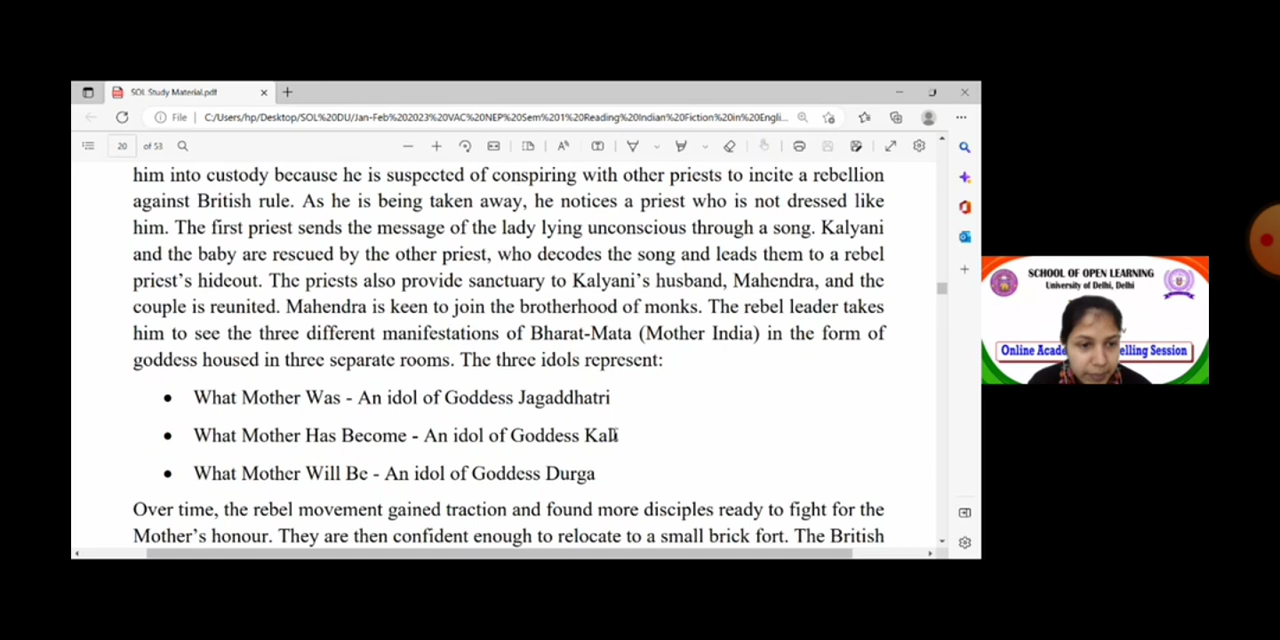 SOL Study Material.pdf
File C:/Users/hp/Desktop/SOL%20DU/Jan-Feb%202023%20VAC%20NEP%20Sem%201%20Reading%20Indian%20Fiction%20in%20Engli...
20 of 53
him into custody because he is suspected of conspiring with other priests to incite a rebellion
against British rule. As he is being taken away, he notices a priest who is not dressed like
him. The first priest sends the message of the lady lying unconscious through a song. Kalyani
and the baby are rescued by the other priest, who decodes the song and leads them to a rebel
priest's hideout. The priests also provide sanctuary to Kalyani's husband, Mahendra, and the
couple is reunited. Mahendra is keen to join the brotherhood of monks. The rebel leader takes
him to see the three different manifestations of Bharat-Mata (Mother India) in the form of
goddess housed in three separate rooms. The three idols represent:
• What Mother Was - An idol of Goddess Jagaddhatri
• What Mother Has Become - An idol of Goddess Kali
• What Mother Will Be - An idol of Goddess Durga
Over time, the rebel movement gained traction and found more disciples ready to fight for the
Mother's honour. They are then confident enough to relocate to a small brick fort. The British
SCHOOL OF OPEN LEARNING
University of Delhi, Delhi
Online Acade elling Session